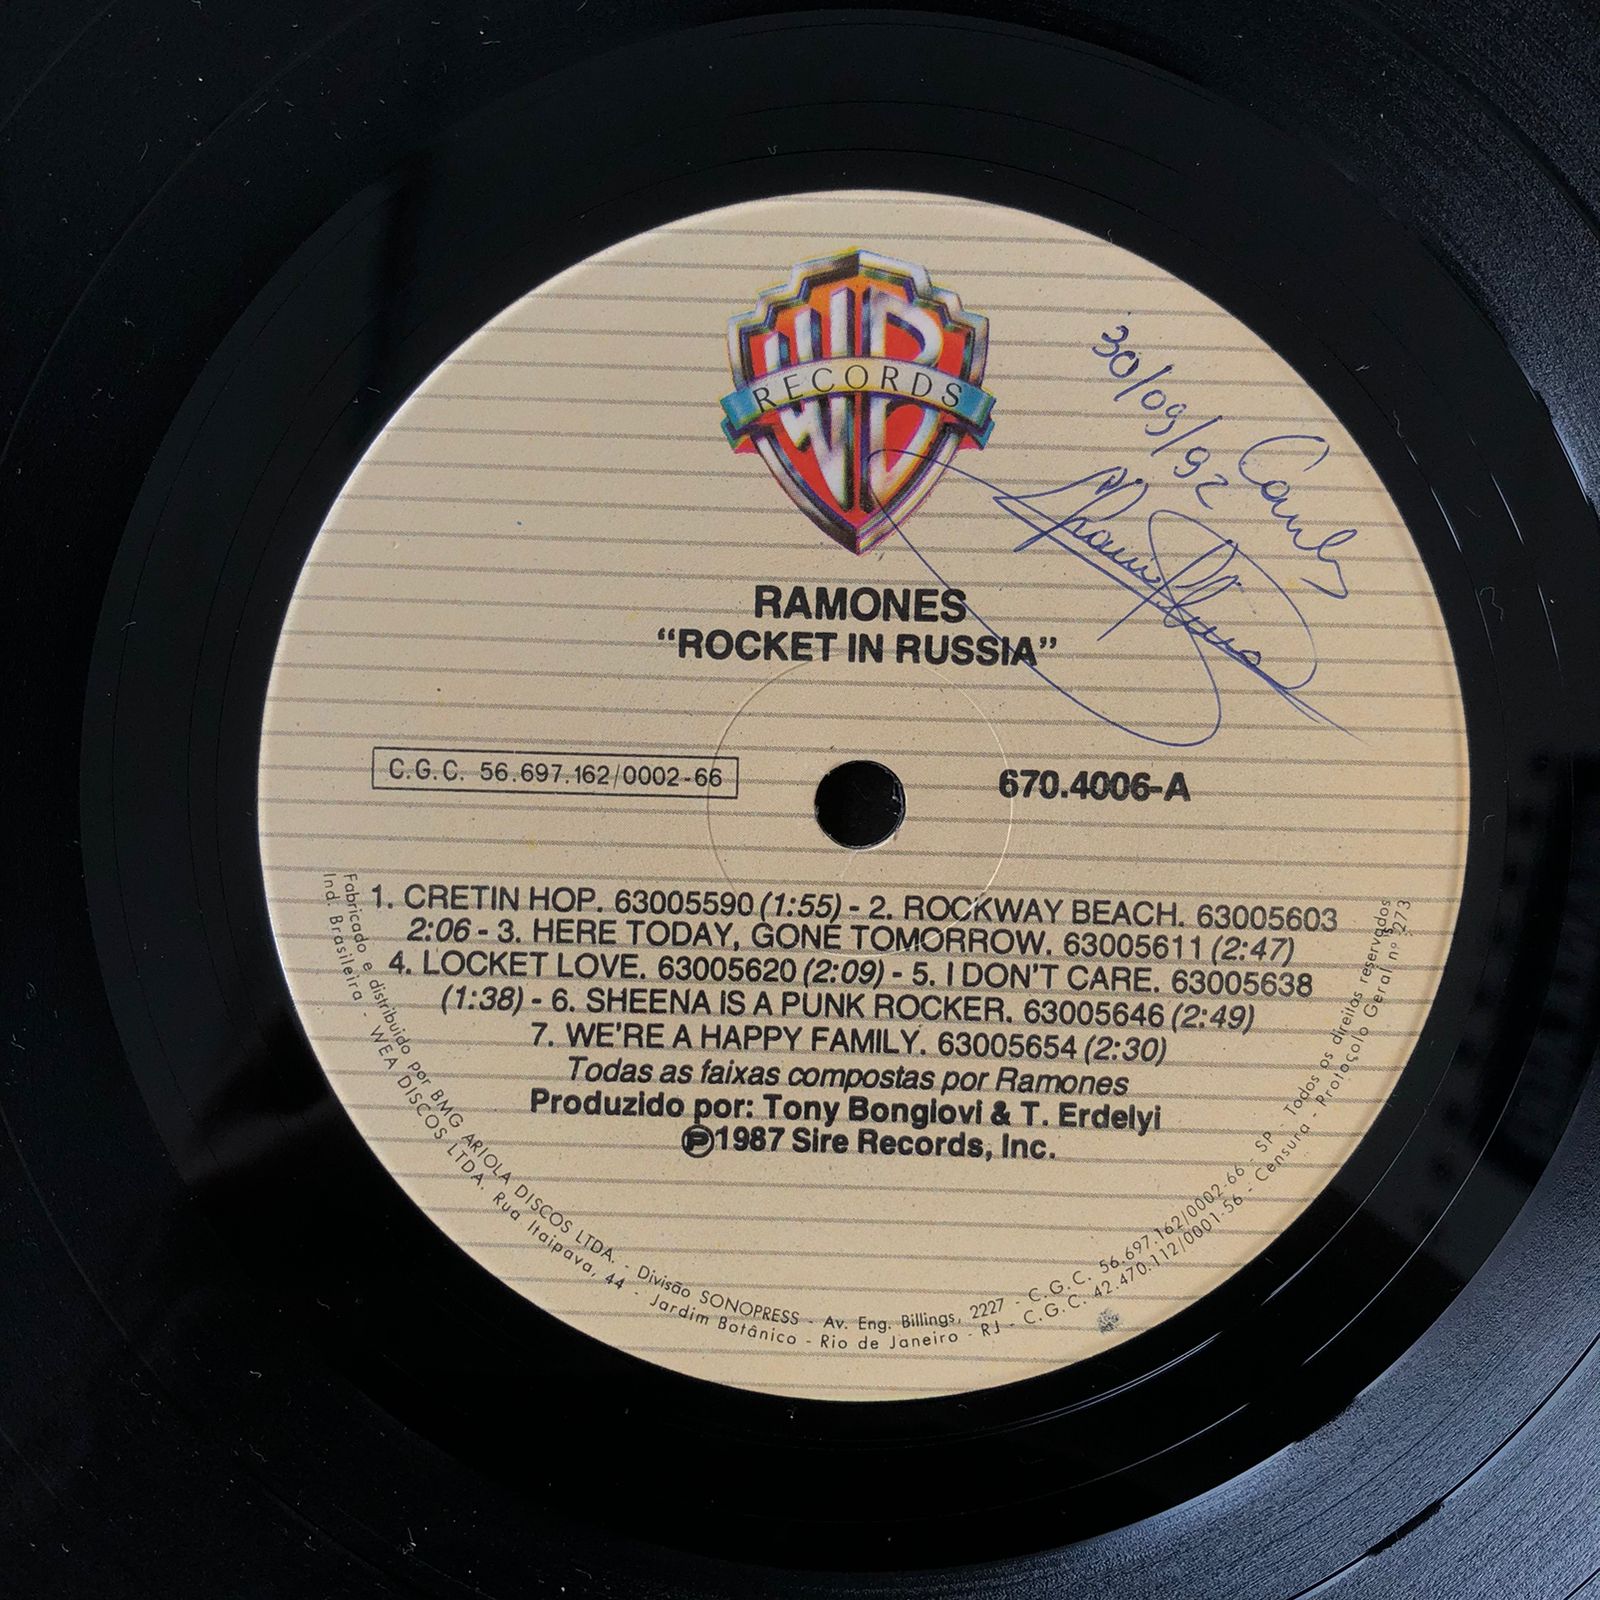 WB
RECORDS
30/09/92
RAMONES
“ROCKET IN RUSSIA”
C.G.C. 56.697.162/0002-66
670.4006-A
1. CRETIN HOP. 63005590 (1:55) - 2. ROCKWAY BEACH. 63005603
2:06 - 3. HERE TODAY, GONE TOMORROW. 63005611 (2:47)
4. LOCKET LOVE. 63005620 (2:09) - 5. I DON'T CARE. 63005638
(1:38) - 6. SHEENA IS A PUNK ROCKER. 63005646 (2:49)
7. WE'RE A HAPPY FAMILY. 63005654 (2:30)
Todas as faixas compostas por Ramones
Produzido por: Tony Bongiovi & T. Erdelyi
Ⓟ1987 Sire Records, Inc.
Fabricado e distribuido por BMG ARIOLA DISCOS LTDA. - Divisão SONOPRESS - Av. Eng. Billings, 2227 - C.G.C. 56.697.162/0002-66 - SP - Todos os direitos reservados
Ind. Brasileira - WEA DISCOS LTDA. Rua Itaipava, 44 - Jardim Botânico - Rio de Janeiro - RJ - C.G.C. 42.470.112/0001-56 - Censura - Protocolo Geral nº 273